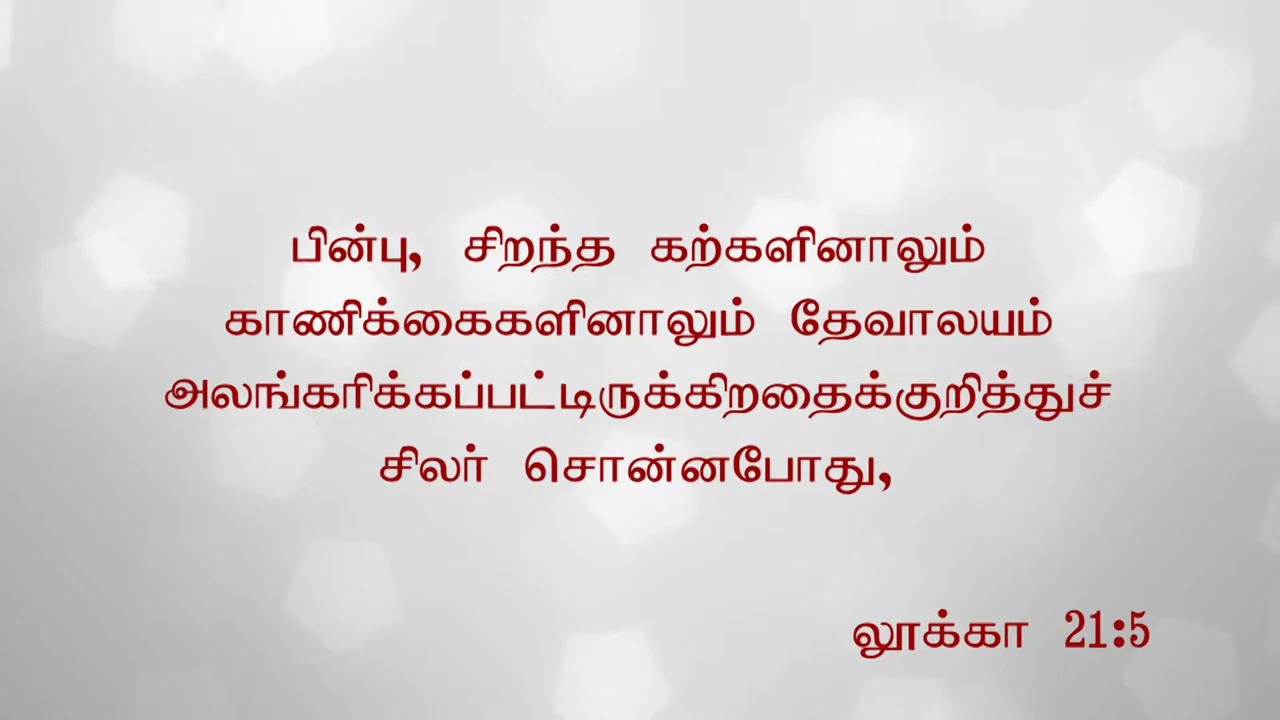 பின்பு, சிறந்த கற்களினாலும்
காணிக்கைகளினாலும் தேவாலயம்
அலங்கரிக்கப்பட்டிருக்கிறதைக்குறித்துச்
சிலர் சொன்னபோது,
லூக்கா 21:5